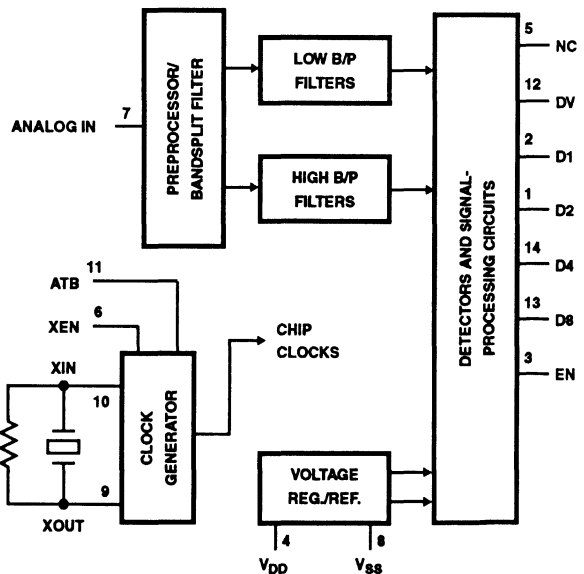 ANALOG IN
7
PREPROCESSOR/
BANDSPLIT FILTER
LOW B/P
FILTERS
HIGH B/P
FILTERS
DETECTORS AND SIGNAL-
PROCESSING CIRCUITS
5
NC
12
DV
2
D1
1
D2
14
D4
13
D8
3
EN
ATB
11
XEN
6
XIN
10
CLOCK
GENERATOR
9
XOUT
CHIP
CLOCKS
VOLTAGE
REG./REF.
4
VDD
8
VSS